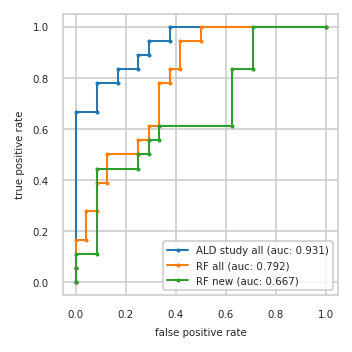 1.0
0.8
0.6
0.4
0.2
0.0
true positive rate
ALD study all (auc: 0.931)
RF all (auc: 0.792)
RF new (auc: 0.667)
0.0 0.2 0.4 0.6 0.8 1.0
false positive rate